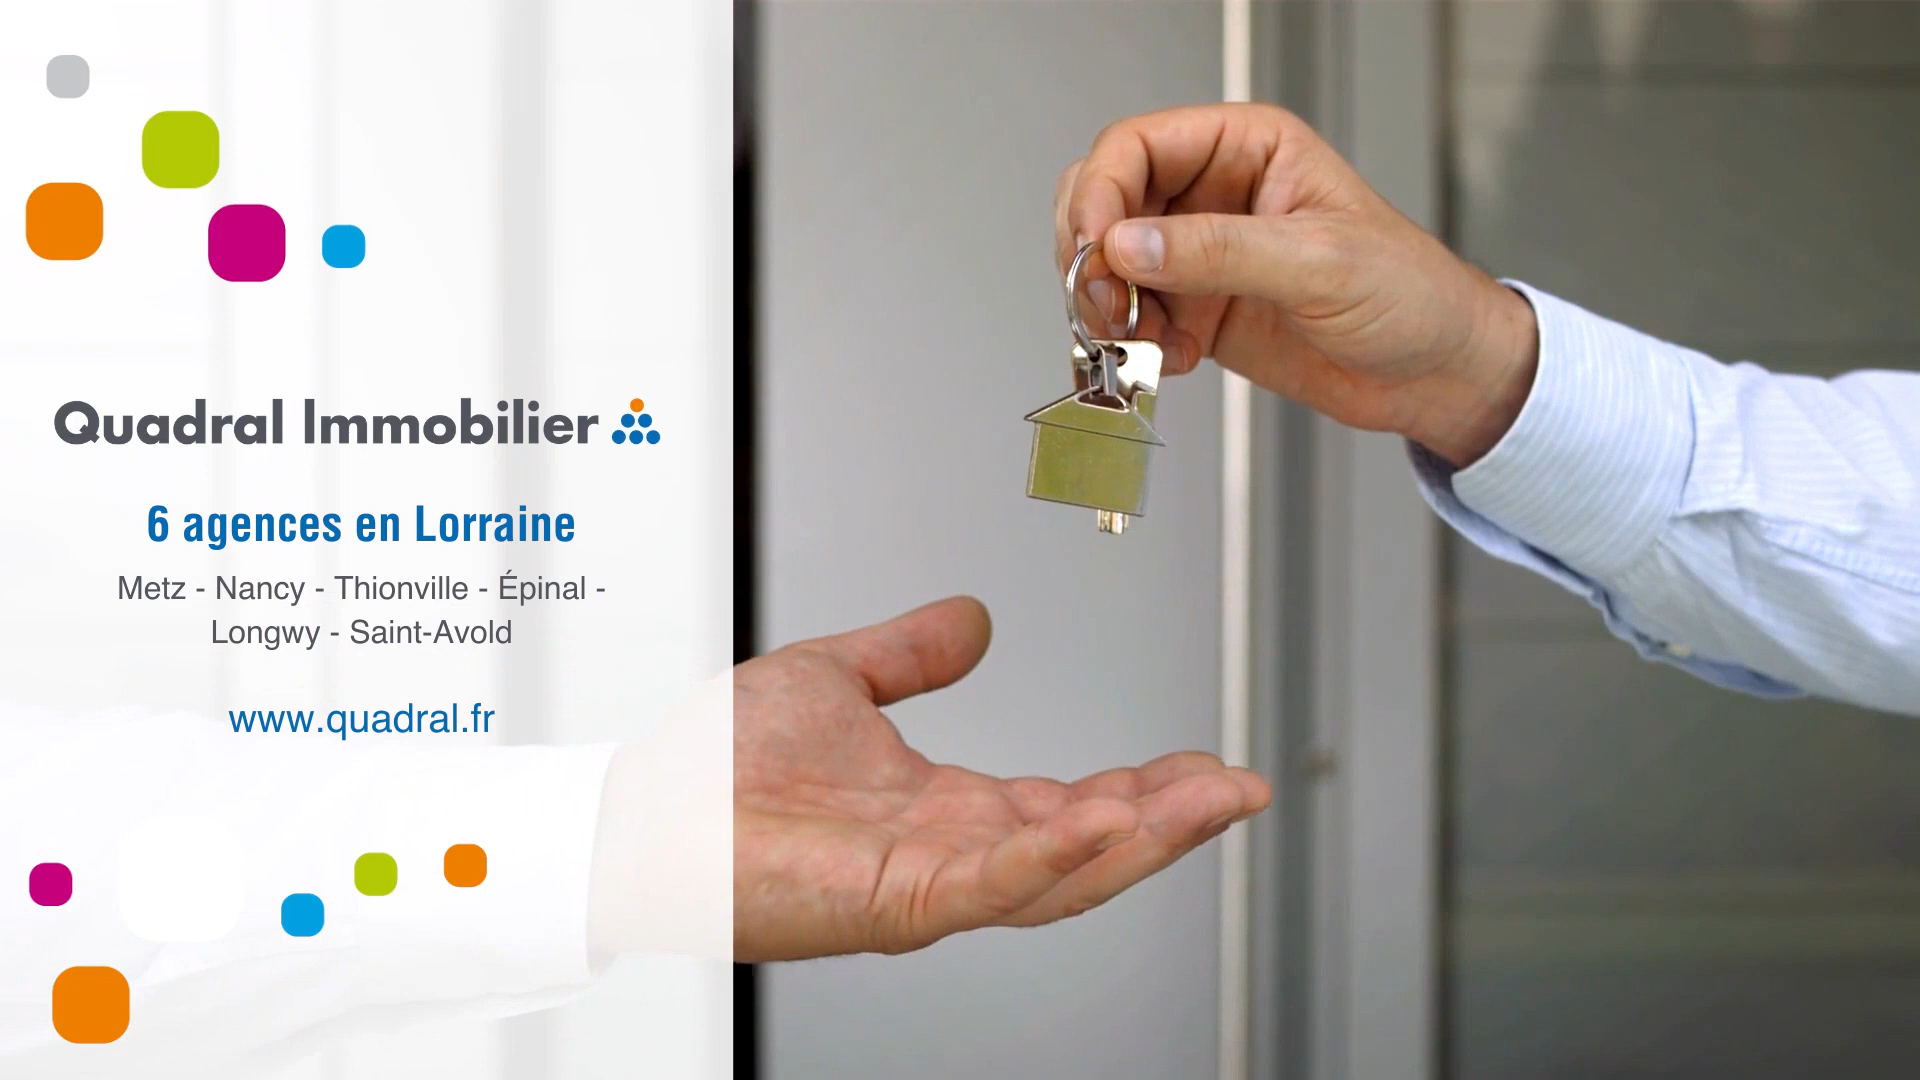 Quadral Immobilier
6 agences en Lorraine
Metz - Nancy - Thionville - Épinal -
Longwy - Saint-Avold
www.quadral.fr